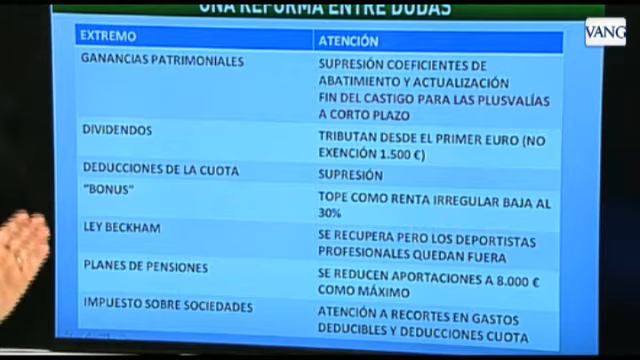 UNA REFORMA ENTRE DUDAS
VANG
EXTREMO
ATENCIÓN
GANANCIAS PATRIMONIALES
SUPRESIÓN COEFICIENTES DE
ABATIMIENTO Y ACTUALIZACIÓN
FIN DEL CASTIGO PARA LAS PLUSVALÍAS
A CORTO PLAZO
DIVIDENDOS
TRIBUTAN DESDE EL PRIMER EURO (NO
EXENCIÓN 1.500 €)
DEDUCCIONES DE LA CUOTA
SUPRESIÓN
"BONUS"
TOPE COMO RENTA IRREGULAR BAJA AL
30%
LEY BECKHAM
SE RECUPERA PERO LOS DEPORTISTAS
PROFESIONALES QUEDAN FUERA
PLANES DE PENSIONES
SE REDUCEN APORTACIONES A 8.000 €
COMO MÁXIMO
IMPUESTO SOBRE SOCIEDADES
ATENCIÓN A RECORTES EN GASTOS
DEDUCIBLES Y DEDUCCIONES CUOTA